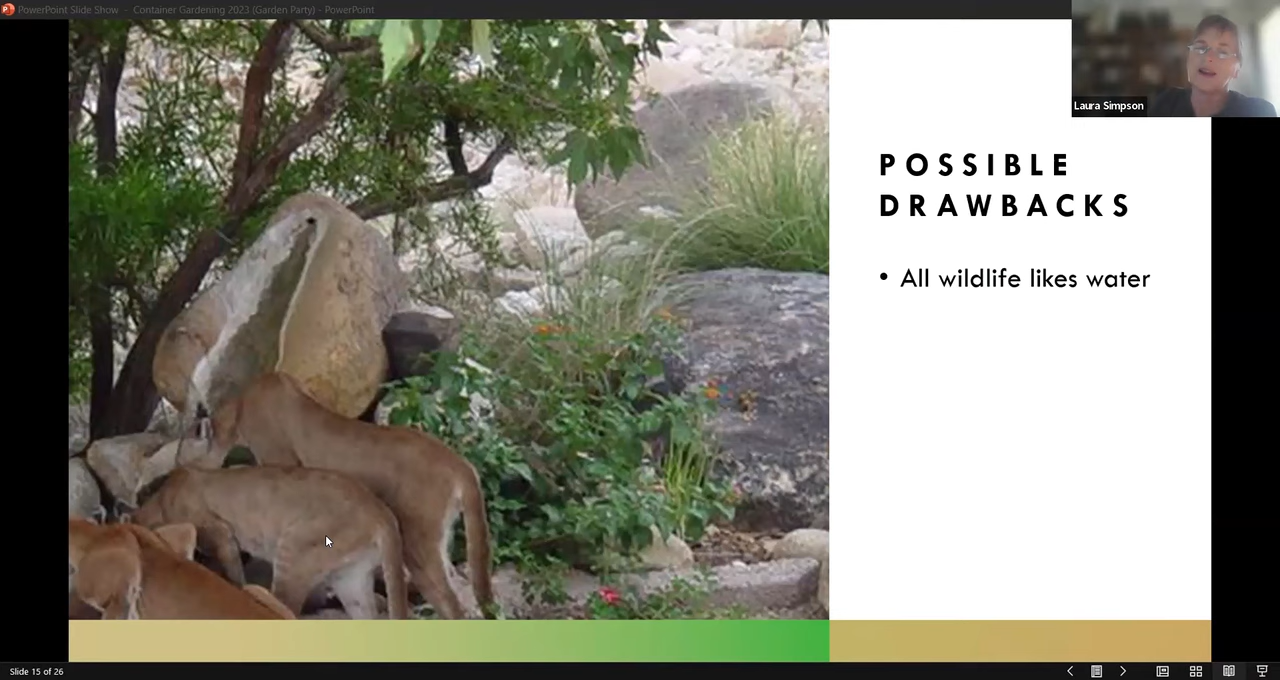 PowerPoint Slide Show - Container Gardening 2023 (Garden Party) - PowerPoint
Laura Simpson
POSSIBLE
DRAWBACKS
• All wildlife likes water
Slide 15 of 26